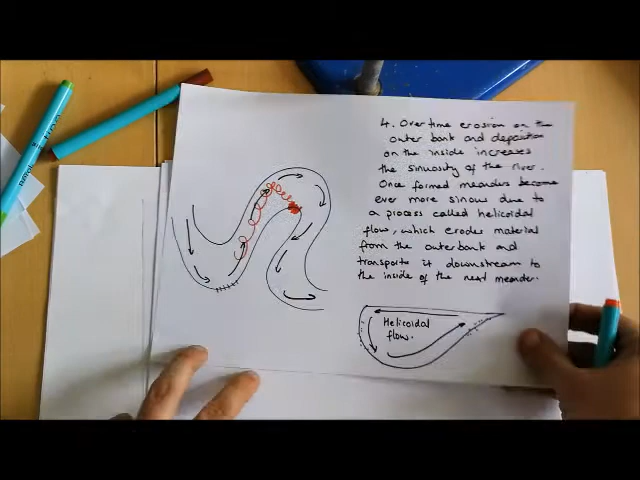 4. Over time erosion on the
outer bank and deposition
on the inside increases
the sinuosity of the river.
Once formed meanders become
ever more sinous due to
a process called helicoidal
flow, which erodes material
from the outer bank and
transports it downstream to
the inside of the next meander.
Helicoidal
flow.